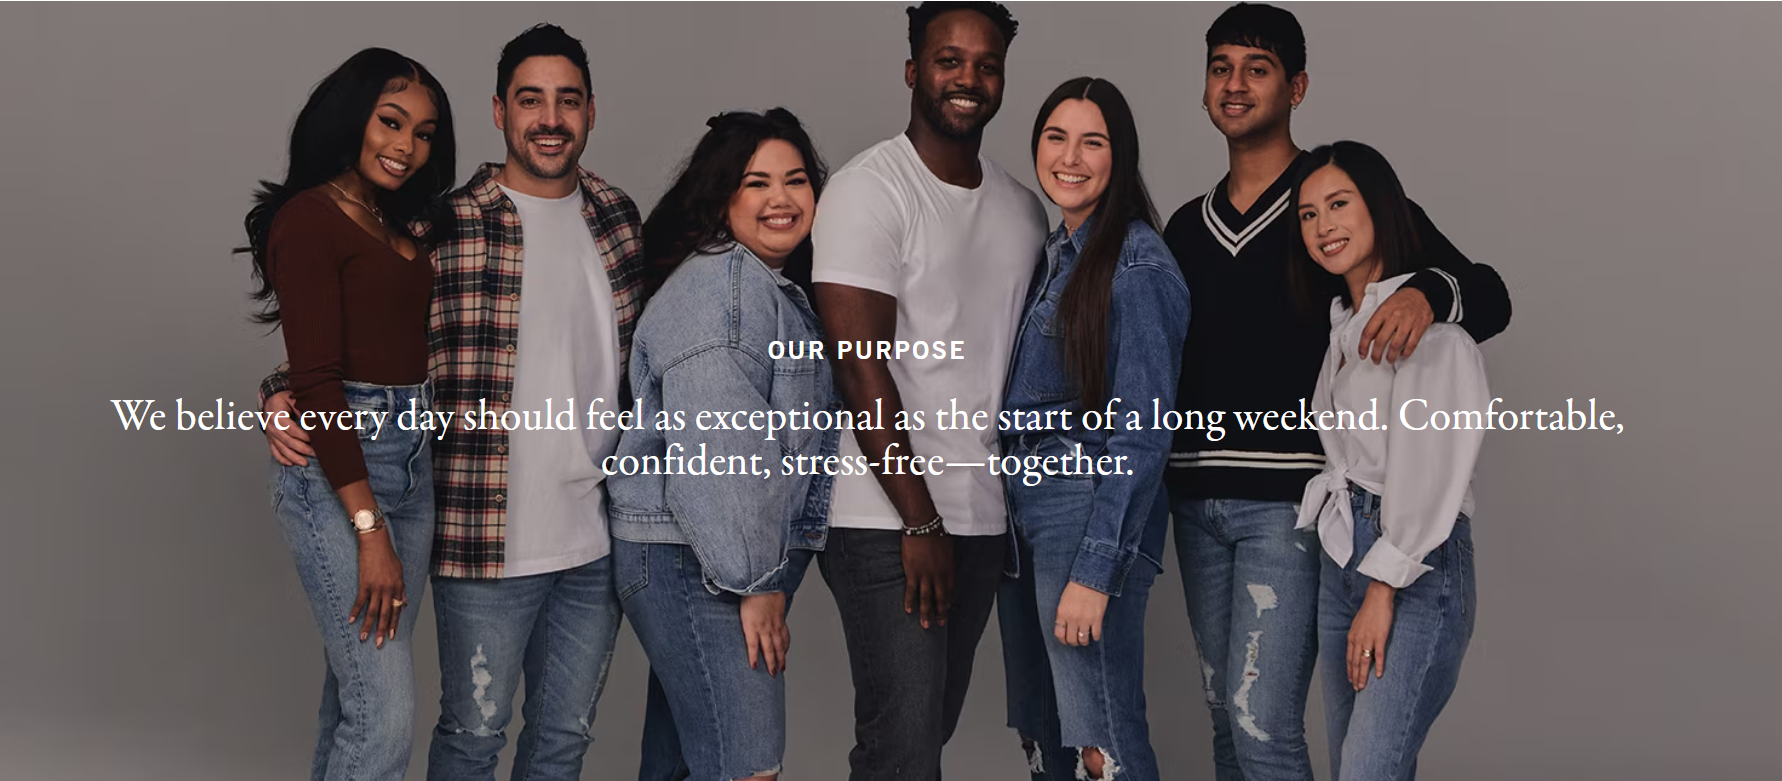 OUR PURPOSE
We believe every day should feel as exceptional as the start of a long weekend. Comfortable,
confident, stress-free—together.